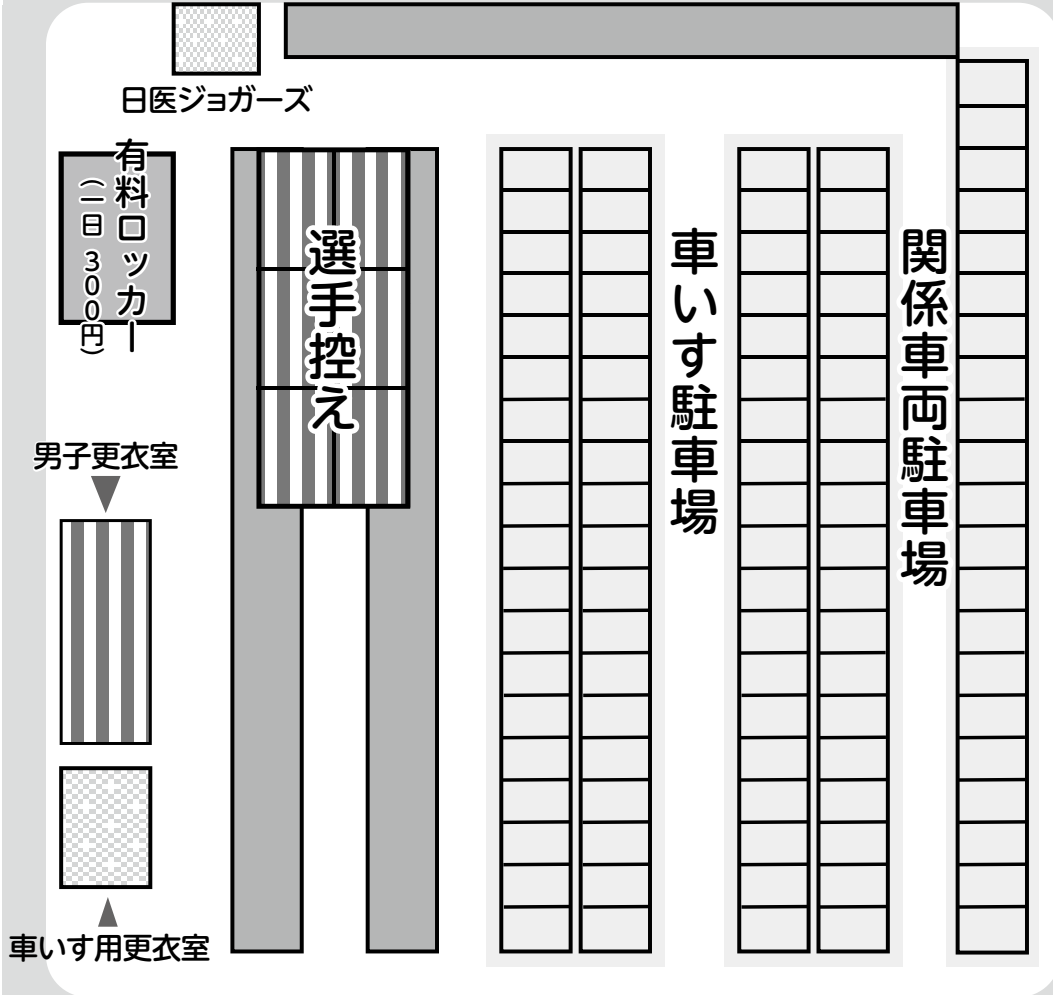 日医ジョガーズ
有料ロッカー
（一日300円）
選手控え
車いす駐車場
関係車両駐車場
男子更衣室
車いす用更衣室